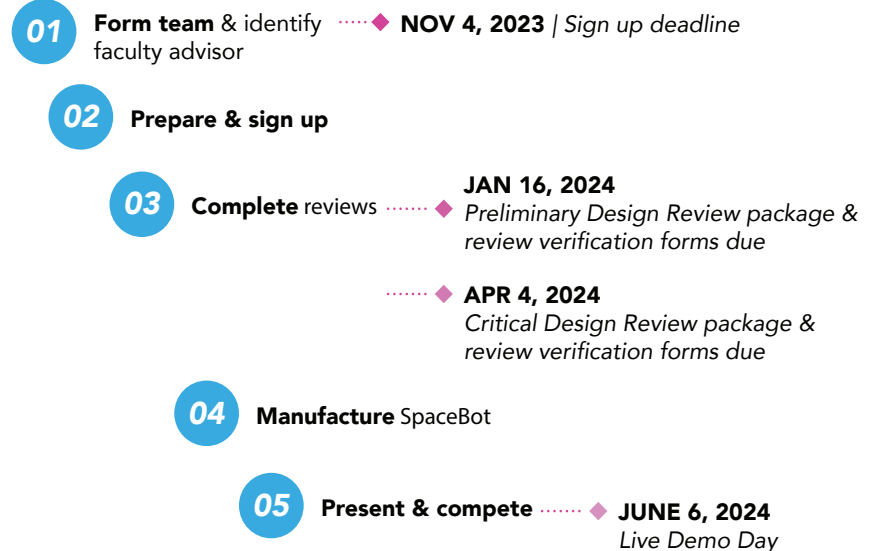 01 Form team & identify faculty advisor NOV 4, 2023 | Sign up deadline
02 Prepare & sign up
03 Complete reviews JAN 16, 2024
Preliminary Design Review package &
review verification forms due
APR 4, 2024
Critical Design Review package &
review verification forms due
04 Manufacture SpaceBot
05 Present & compete JUNE 6, 2024
Live Demo Day